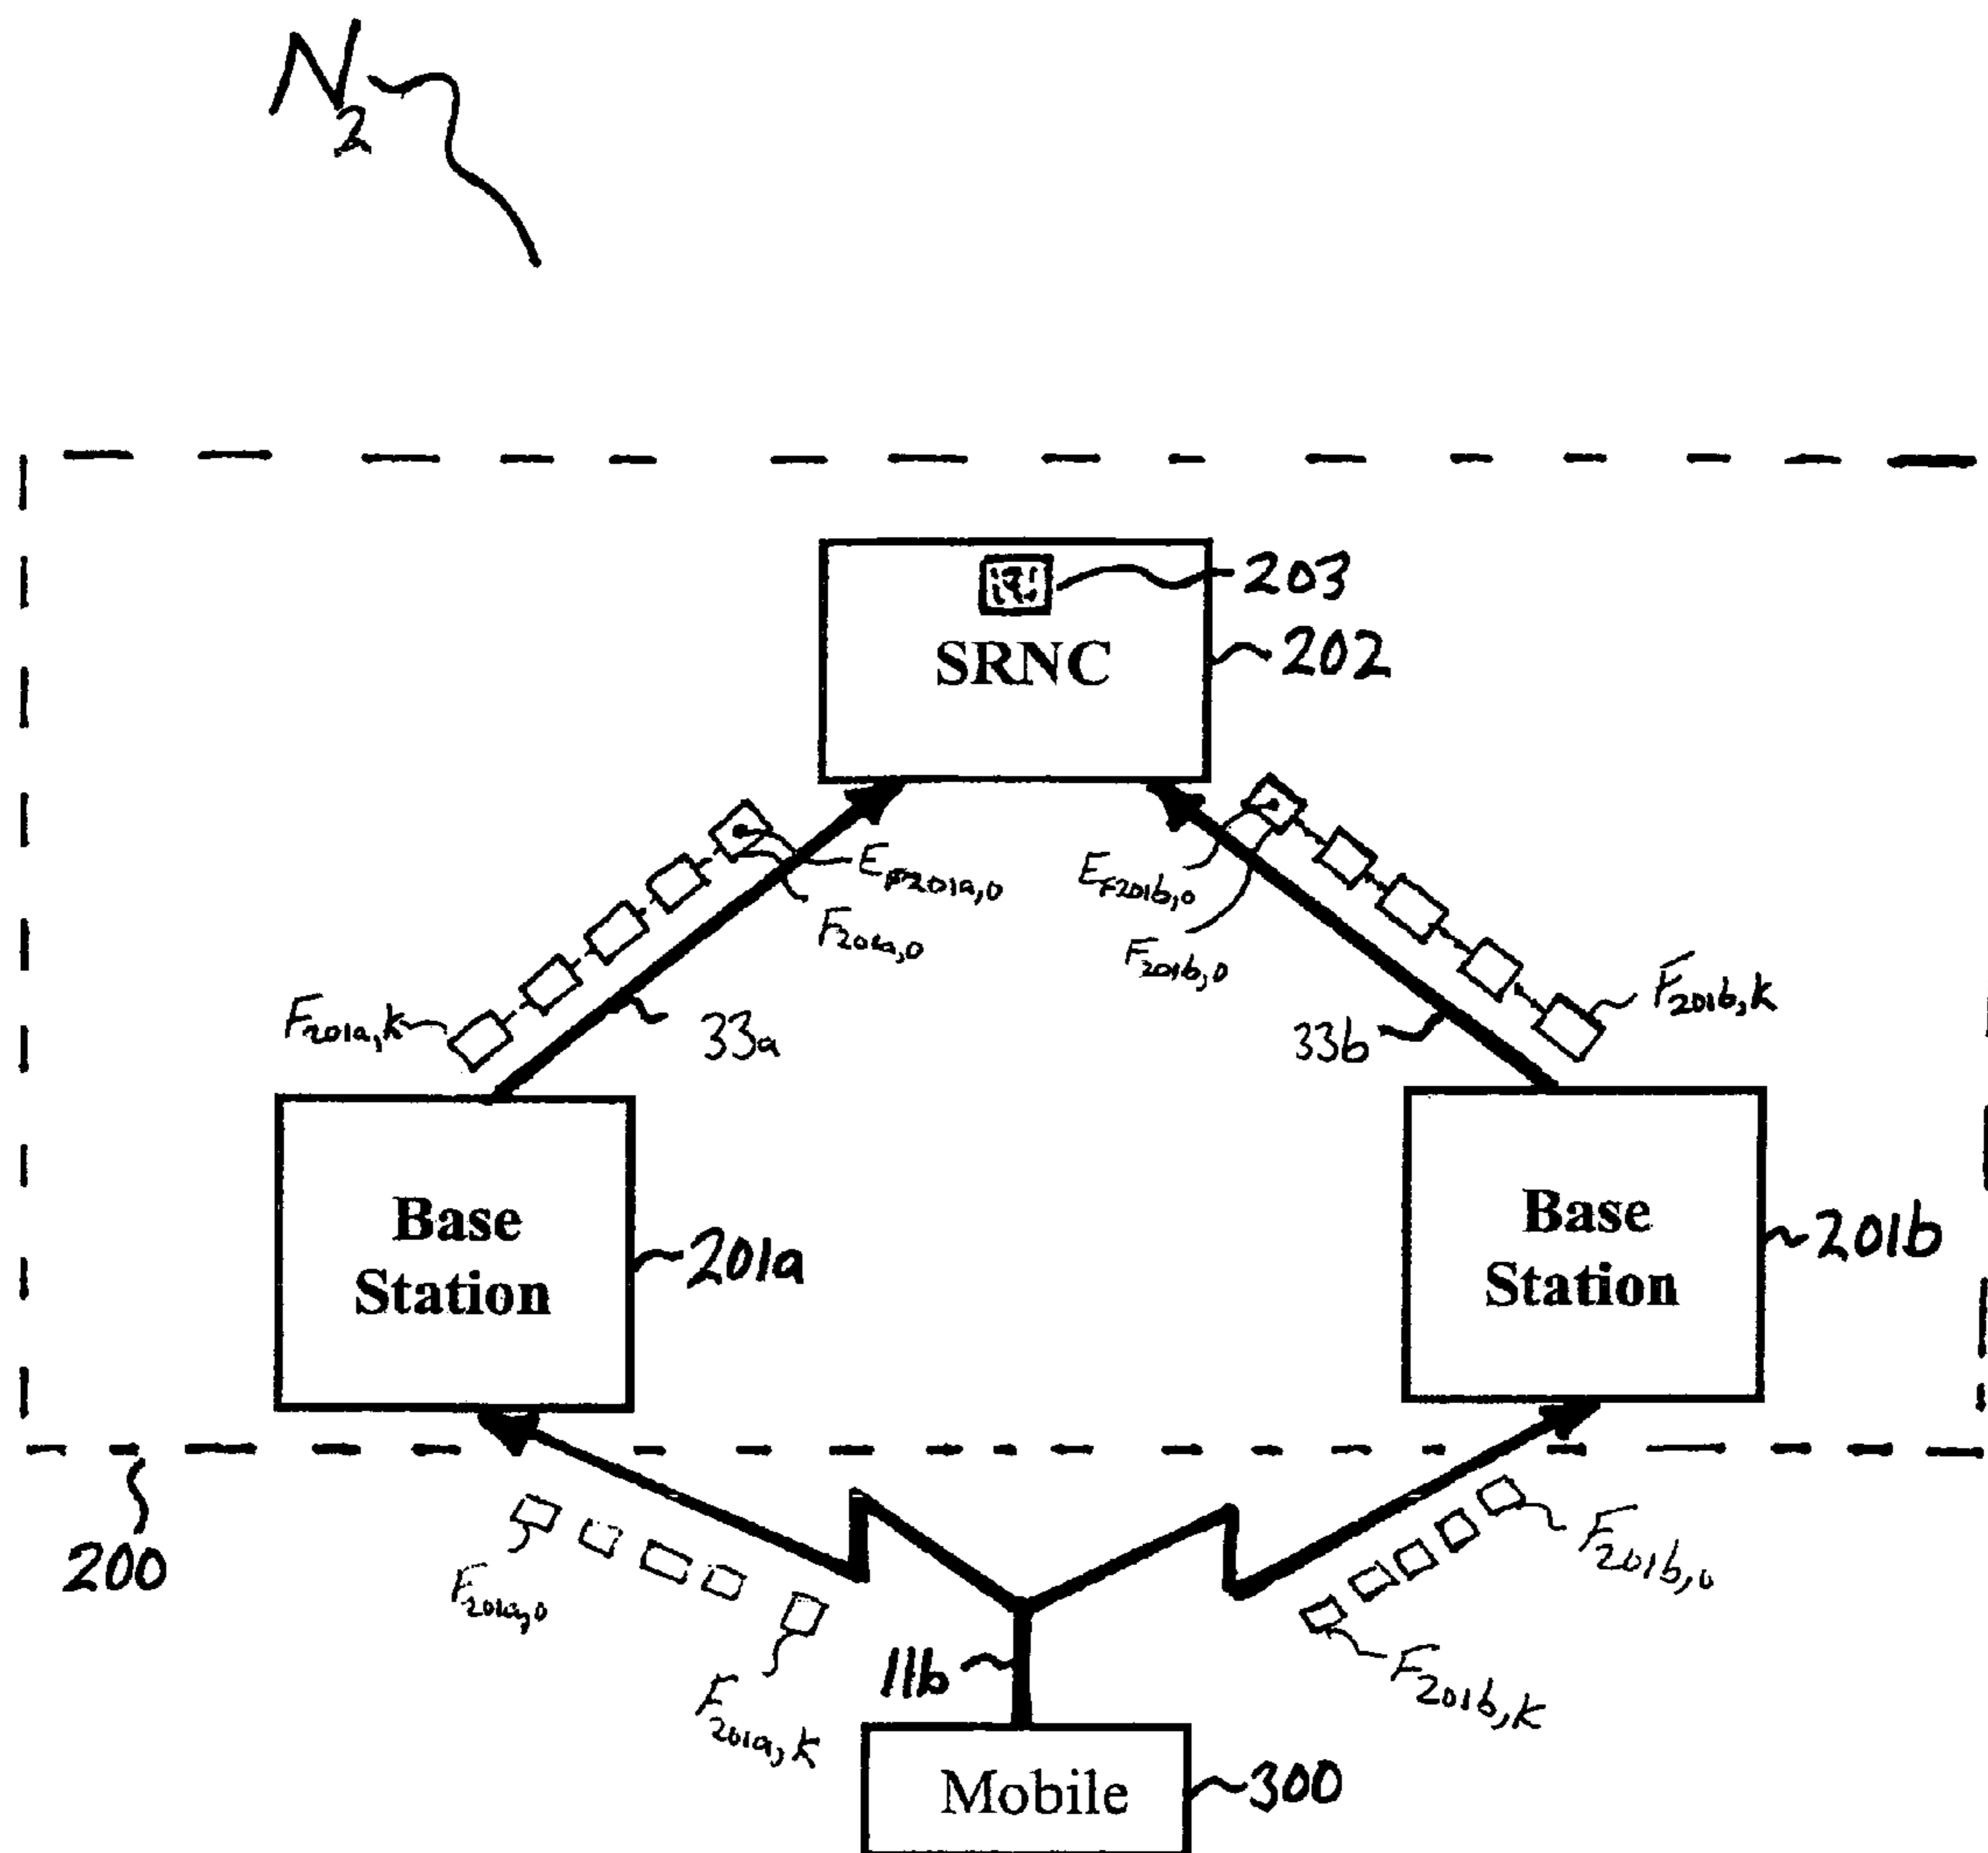 N2
203
SRNC
202
EF201a,0
F201a,0
EF201b,0
F201b,0
F201a,k
33a
33b
F201b,k
Base
Station
201a
Base
Station
201b
200
F201a,0
F201a,k
F201b,0
F201b,k
11b
Mobile
300